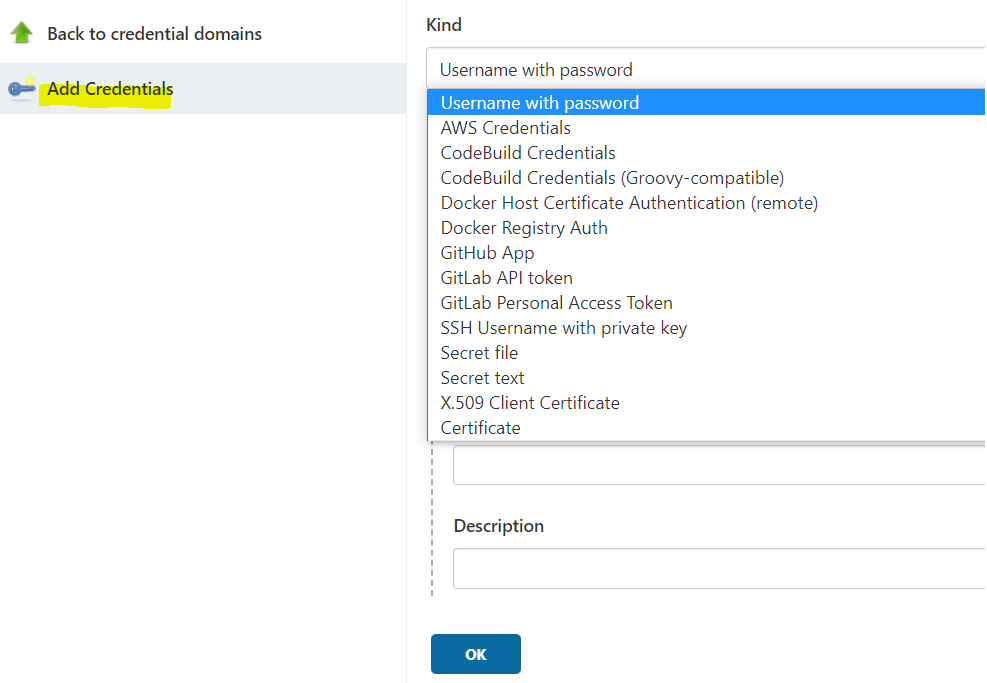 Back to credential domains
Add Credentials
Kind
Username with password
Username with password
AWS Credentials
CodeBuild Credentials
CodeBuild Credentials (Groovy-compatible)
Docker Host Certificate Authentication (remote)
Docker Registry Auth
GitHub App
GitLab API token
GitLab Personal Access Token
SSH Username with private key
Secret file
Secret text
X.509 Client Certificate
Certificate
Description
OK